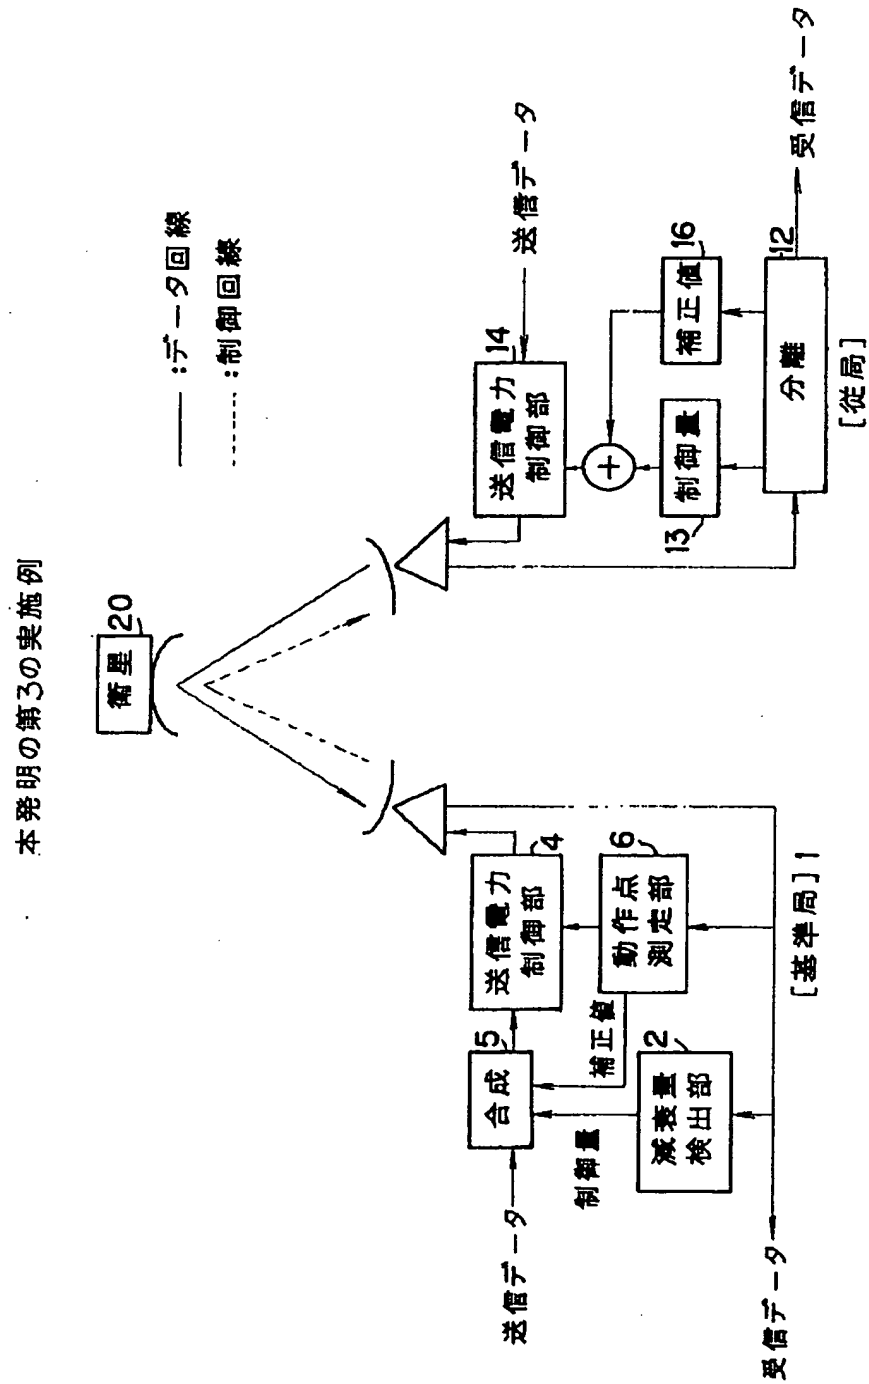 本発明の第3の実施例
衛星
20
———:データ回線
-----:制御回線
送信データ
合成
5
送信電力
制御部
4
制御量
補正値
減衰量
検出部
2
動作点
測定部
6
受信データ
[基準局]1
送信電力
制御部
14
送信データ
+
制御量
13
補正値
16
分離
12
受信データ
[従局]